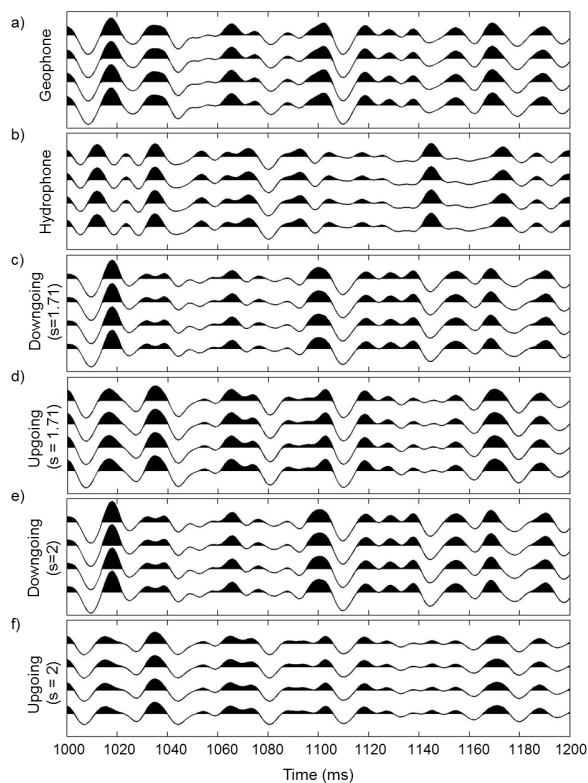 a)
Geophone
b)
Hydrophone
c)
Downgoing
(s=1.71)
d)
Upgoing
(s = 1.71)
e)
Downgoing
(s=2)
f)
Upgoing
(s = 2)
1000 1020 1040 1060 1080 1100 1120 1140 1160 1180 1200
Time (ms)